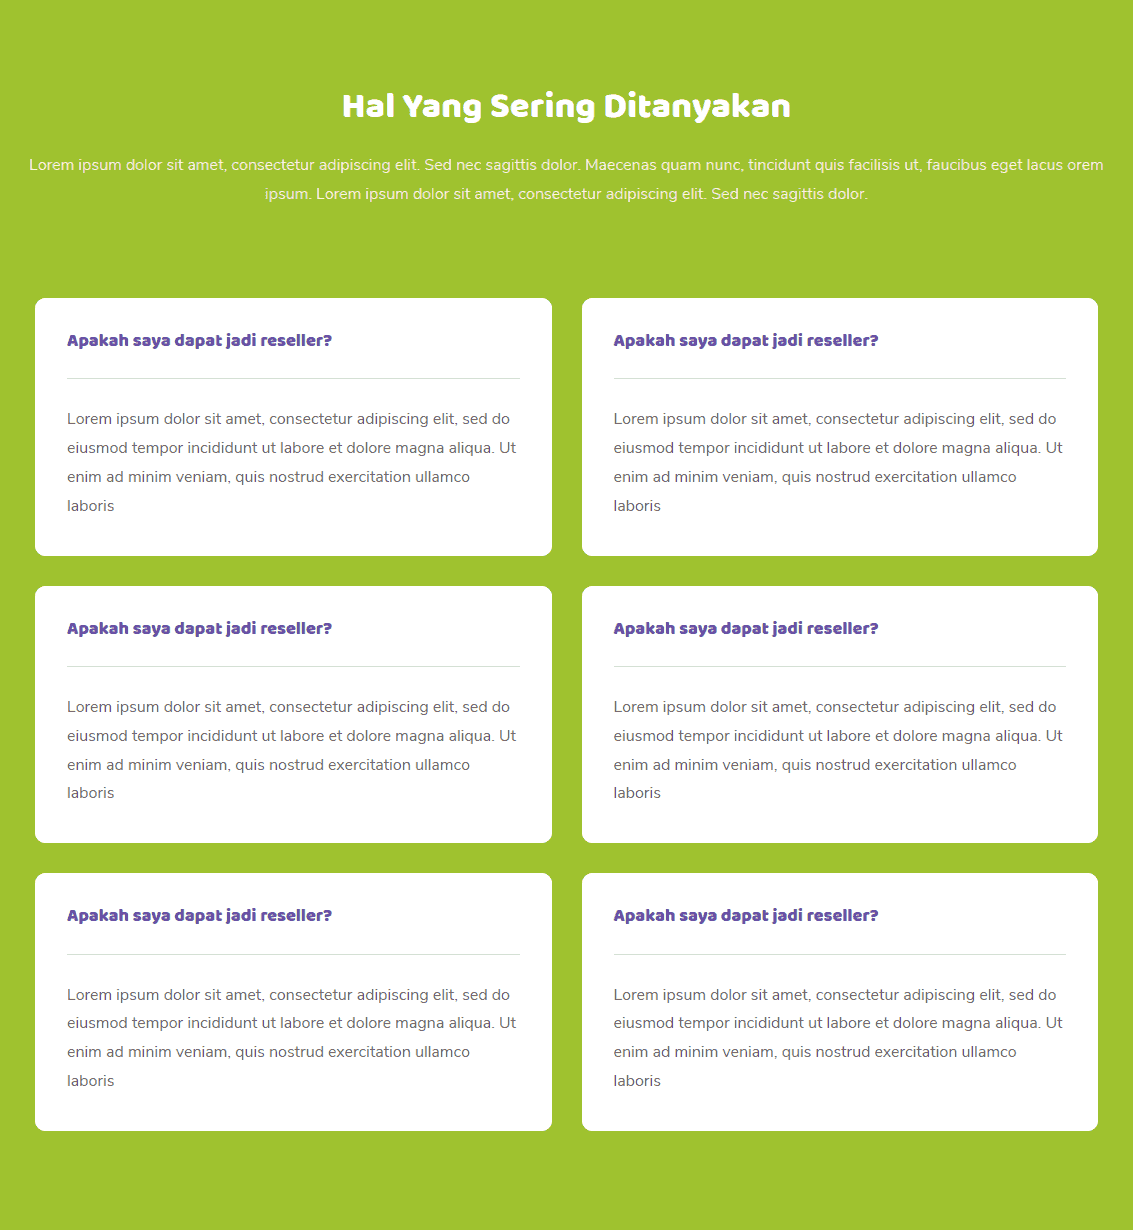 Hal Yang Sering Ditanyakan
Lorem ipsum dolor sit amet, consectetur adipiscing elit. Sed nec sagittis dolor. Maecenas quam nunc, tincidunt quis facilisis ut, faucibus eget lacus orem
ipsum. Lorem ipsum dolor sit amet, consectetur adipiscing elit. Sed nec sagittis dolor.
Apakah saya dapat jadi reseller?
Lorem ipsum dolor sit amet, consectetur adipiscing elit, sed do
eiusmod tempor incididunt ut labore et dolore magna aliqua. Ut
enim ad minim veniam, quis nostrud exercitation ullamco
laboris
Apakah saya dapat jadi reseller?
Lorem ipsum dolor sit amet, consectetur adipiscing elit, sed do
eiusmod tempor incididunt ut labore et dolore magna aliqua. Ut
enim ad minim veniam, quis nostrud exercitation ullamco
laboris
Apakah saya dapat jadi reseller?
Lorem ipsum dolor sit amet, consectetur adipiscing elit, sed do
eiusmod tempor incididunt ut labore et dolore magna aliqua. Ut
enim ad minim veniam, quis nostrud exercitation ullamco
laboris
Apakah saya dapat jadi reseller?
Lorem ipsum dolor sit amet, consectetur adipiscing elit, sed do
eiusmod tempor incididunt ut labore et dolore magna aliqua. Ut
enim ad minim veniam, quis nostrud exercitation ullamco
laboris
Apakah saya dapat jadi reseller?
Lorem ipsum dolor sit amet, consectetur adipiscing elit, sed do
eiusmod tempor incididunt ut labore et dolore magna aliqua. Ut
enim ad minim veniam, quis nostrud exercitation ullamco
laboris
Apakah saya dapat jadi reseller?
Lorem ipsum dolor sit amet, consectetur adipiscing elit, sed do
eiusmod tempor incididunt ut labore et dolore magna aliqua. Ut
enim ad minim veniam, quis nostrud exercitation ullamco
laboris